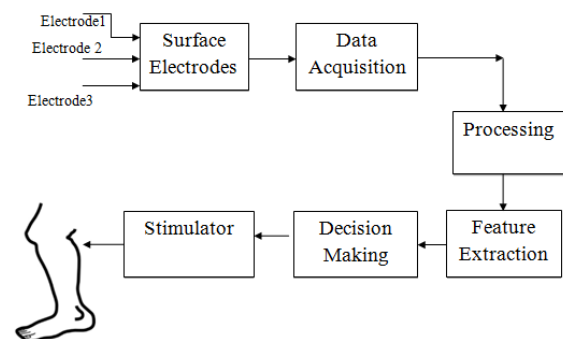 Electrode1
Electrode 2
Electrode3
Surface
Electrodes
Data
Acquisition
Processing
Feature
Extraction
Decision
Making
Stimulator